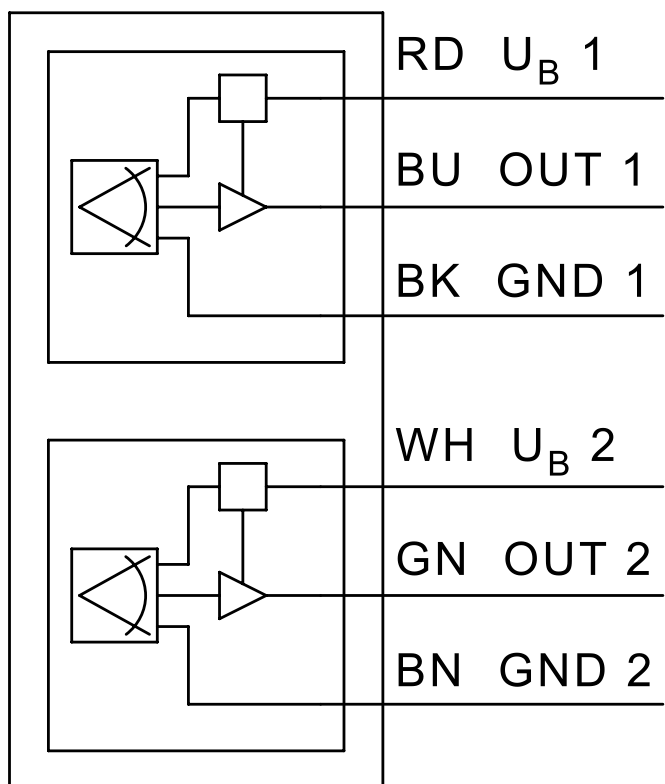 RD U_B 1
BU OUT 1
BK GND 1
WH U_B 2
GN OUT 2
BN GND 2